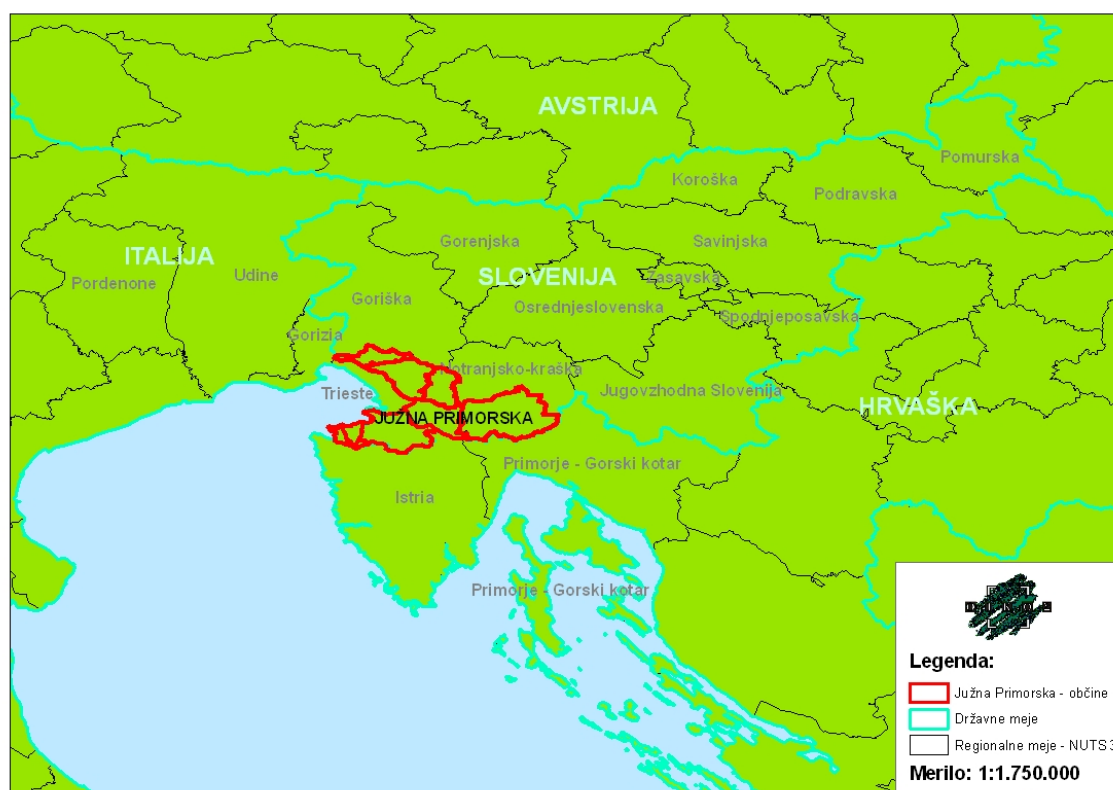 AVSTRIJA
Pomurska
Koroška
Podravska
Gorenjska
Savinjska
ITALIJA
Udine
SLOVENIJA
Pordenone
Zasavska
Goriška
Osrednjeslovenska
Spodnjeposavska
Gorizia
Notranjsko-kraška
Trieste
Jugovzhodna Slovenija
HRVAŠKA
JUŽNA PRIMORSKA
Primorje - Gorski kotar
Istria
Primorje - Gorski kotar
Legenda:
Južna Primorska - občine
Državne meje
Regionalne meje - NUTS 3
Merilo: 1:1.750.000